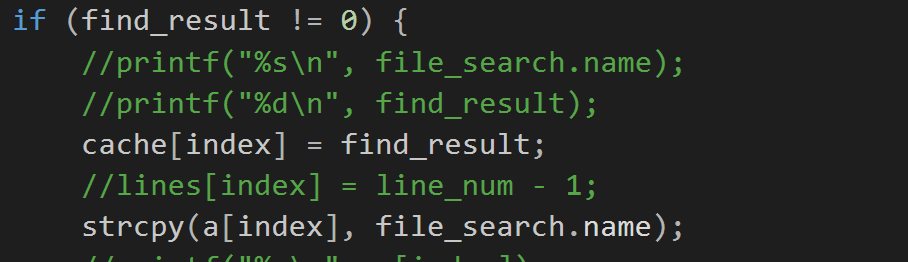 if (find_result != 0) {
//printf("%s\n", file_search.name);
//printf("%d\n", find_result);
cache[index] = find_result;
//lines[index] = line_num - 1;
strcpy(a[index], file_search.name);